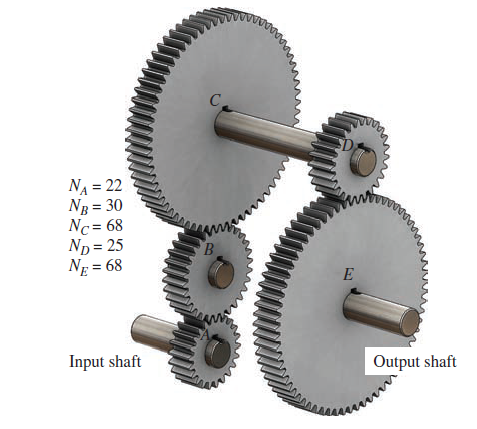 C
D
N_A = 22
N_B = 30
N_C = 68
N_D = 25
N_E = 68
B
E
A
Input shaft
Output shaft